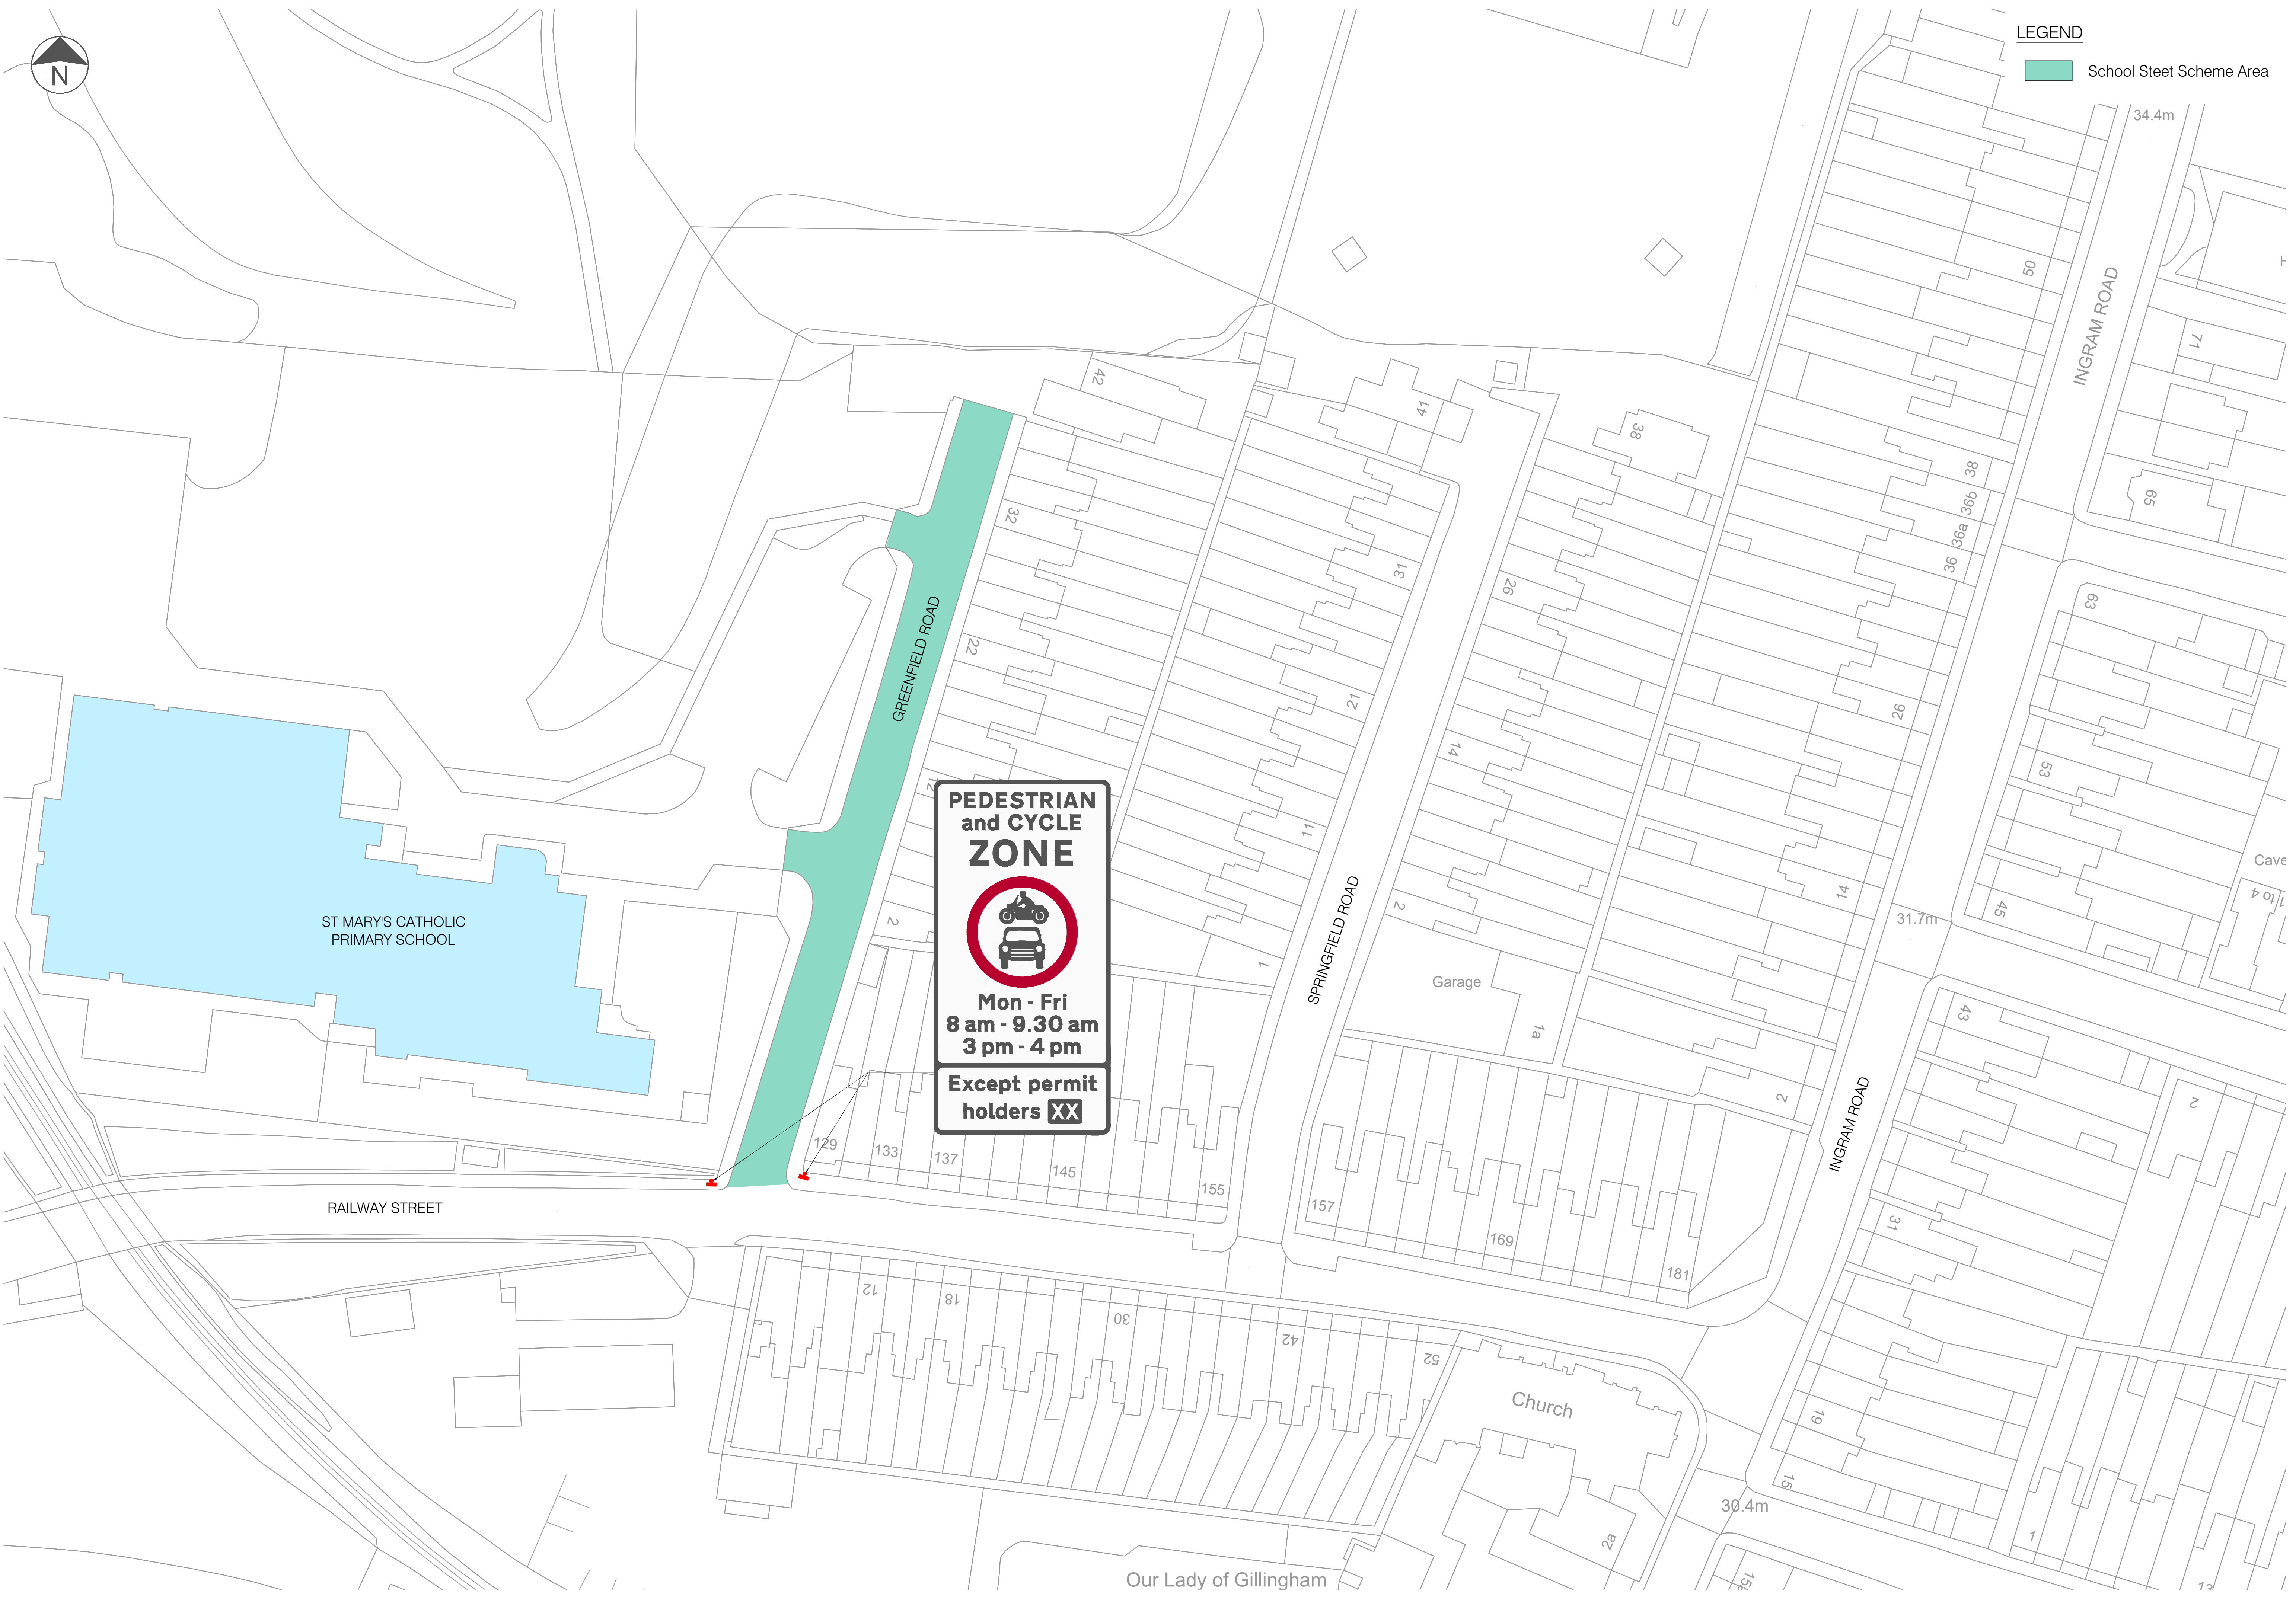 N
LEGEND
School Steet Scheme Area
34.4m
INGRAM ROAD
50
71
42
41
38
38
36b
36a
36
65
32
31
26
63
22
21
26
53
GREENFIELD ROAD
14
12
11
14
45
31.7m
Cave
1 to 4
2
2
1
PEDESTRIAN
and CYCLE
ZONE
Mon - Fri
8 am - 9.30 am
3 pm - 4 pm
Except permit
holders XX
ST MARY'S CATHOLIC
PRIMARY SCHOOL
SPRINGFIELD ROAD
Garage
1a
43
2
2
INGRAM ROAD
129
133
137
145
155
157
169
181
31
RAILWAY STREET
12
18
30
42
52
Church
19
15
30.4m
2a
1
Our Lady of Gillingham